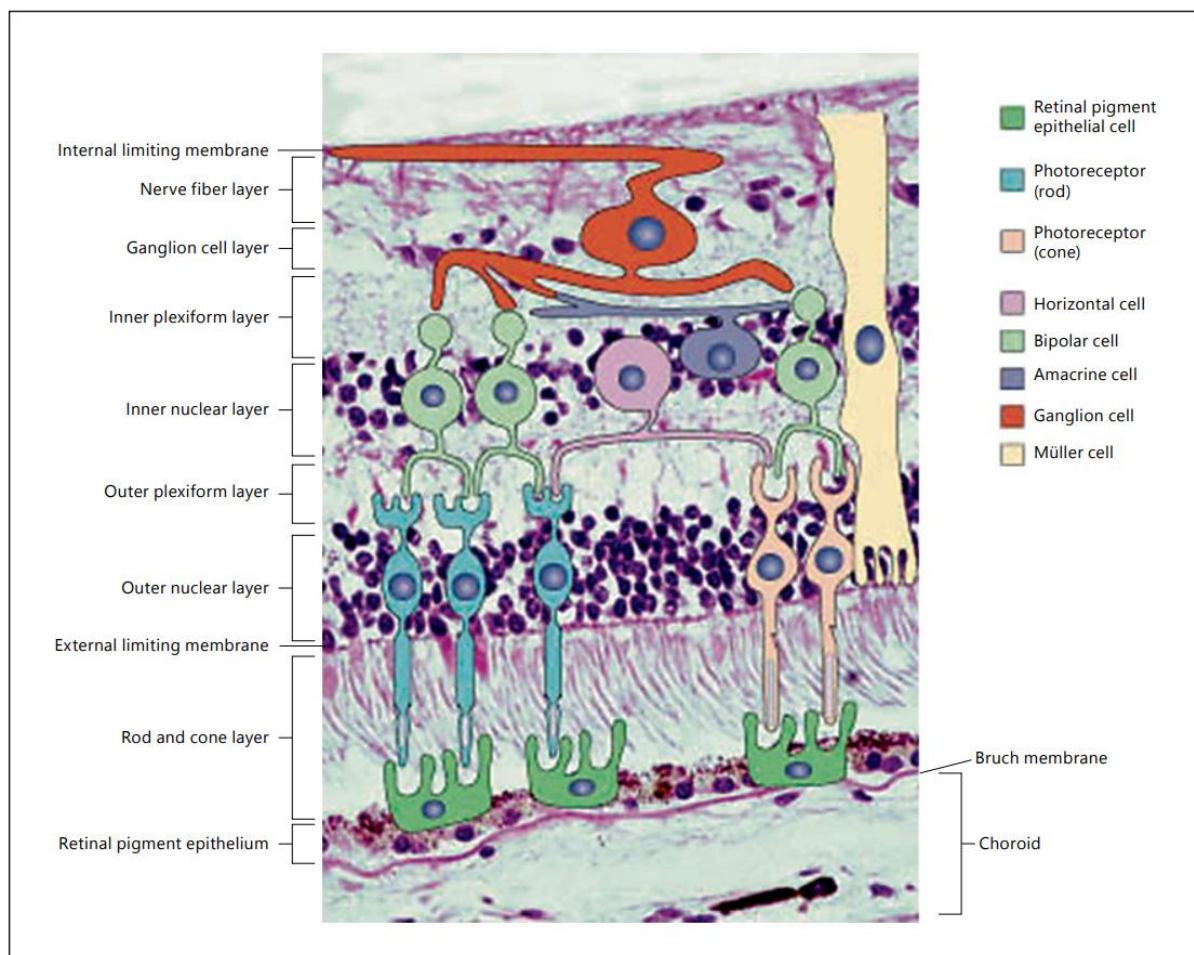 Internal limiting membrane
Nerve fiber layer
Ganglion cell layer
Inner plexiform layer
Inner nuclear layer
Outer plexiform layer
Outer nuclear layer
External limiting membrane
Rod and cone layer
Retinal pigment epithelium
Retinal pigment
epithelial cell
Photoreceptor
(rod)
Photoreceptor
(cone)
Horizontal cell
Bipolar cell
Amacrine cell
Ganglion cell
Müller cell
Bruch membrane
Choroid